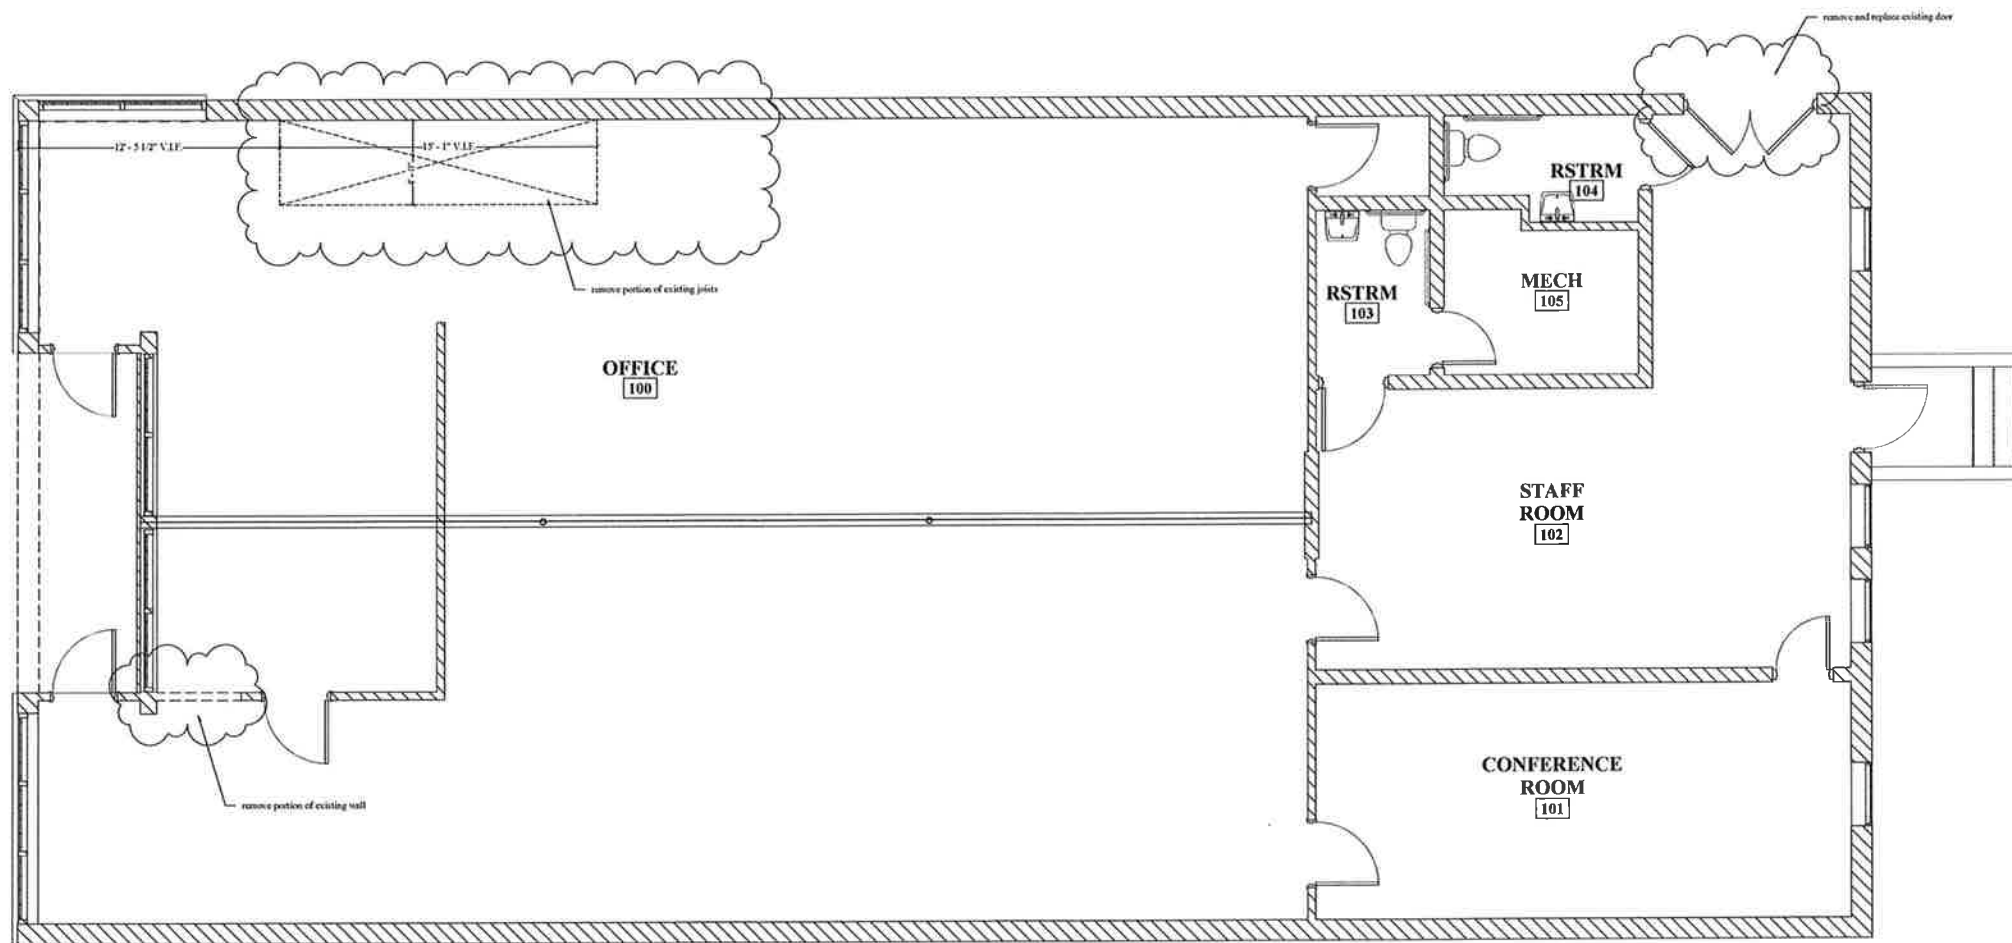 remove and replace existing door
12' - 5 1/2" V.I.F.
15' - 1" V.I.F.
RSTRM
104
remove portion of existing joists
MECH
105
RSTRM
103
OFFICE
100
STAFF
ROOM
102
CONFERENCE
ROOM
101
remove portion of existing wall